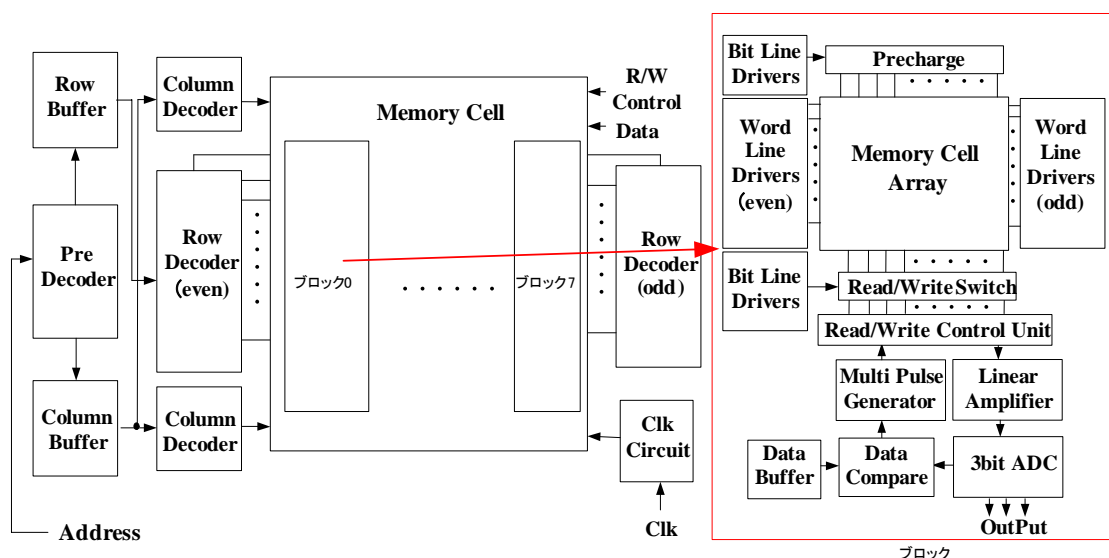 Row
Buffer
Column
Decoder
Memory Cell
R/W
Control
Data
Pre
Decoder
Row
Decoder
(even)
ブロック0
· · · · · ·
ブロック7
Row
Decoder
(odd)
Column
Buffer
Column
Decoder
Clk
Circuit
Address
Clk
Bit Line
Drivers
Precharge
Word
Line
Drivers
(even)
Memory Cell
Array
Word
Line
Drivers
(odd)
Bit Line
Drivers
Read/Write Switch
Read/Write Control Unit
Multi Pulse
Generator
Linear
Amplifier
Data
Buffer
Data
Compare
3bit ADC
OutPut
ブロック